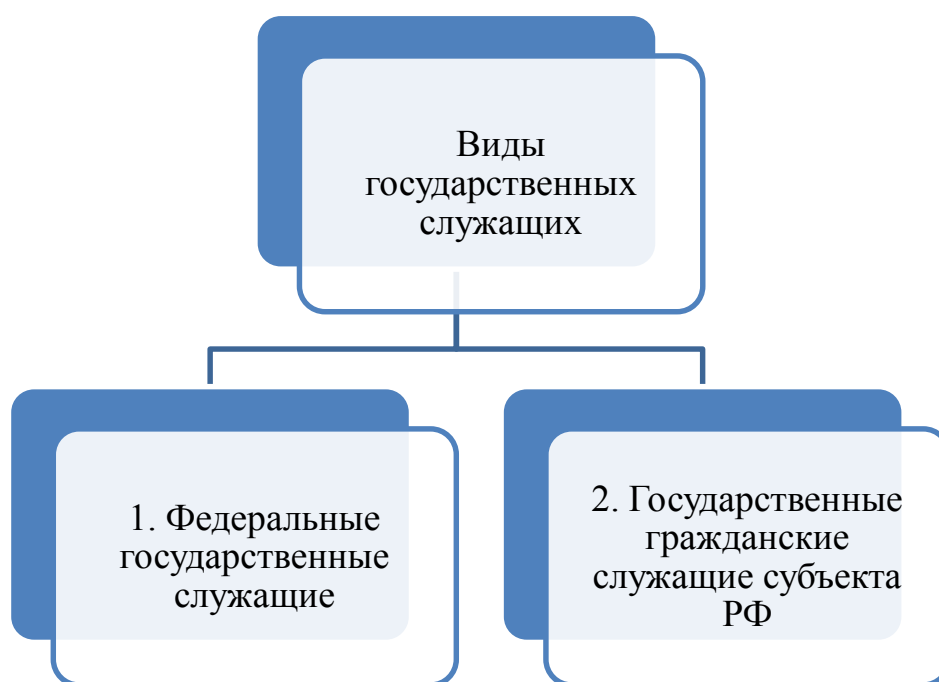 Виды
государственных
служащих
1. Федеральные
государственные
служащие
2. Государственные
гражданские
служащие субъекта
РФ